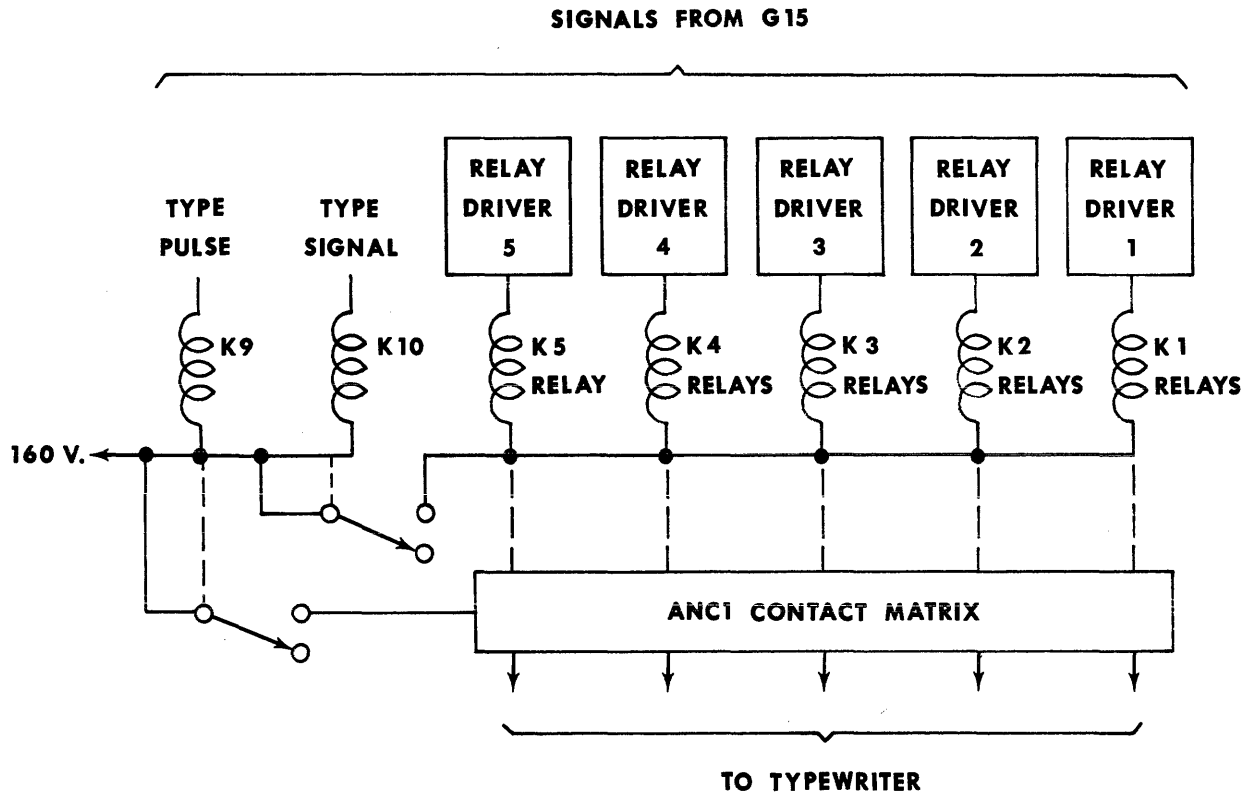 SIGNALS FROM G15
TYPE
PULSE
TYPE
SIGNAL
RELAY
DRIVER
5
RELAY
DRIVER
4
RELAY
DRIVER
3
RELAY
DRIVER
2
RELAY
DRIVER
1
K9
K10
K5
RELAY
K4
RELAYS
K3
RELAYS
K2
RELAYS
K1
RELAYS
160 V.
ANC1 CONTACT MATRIX
TO TYPEWRITER